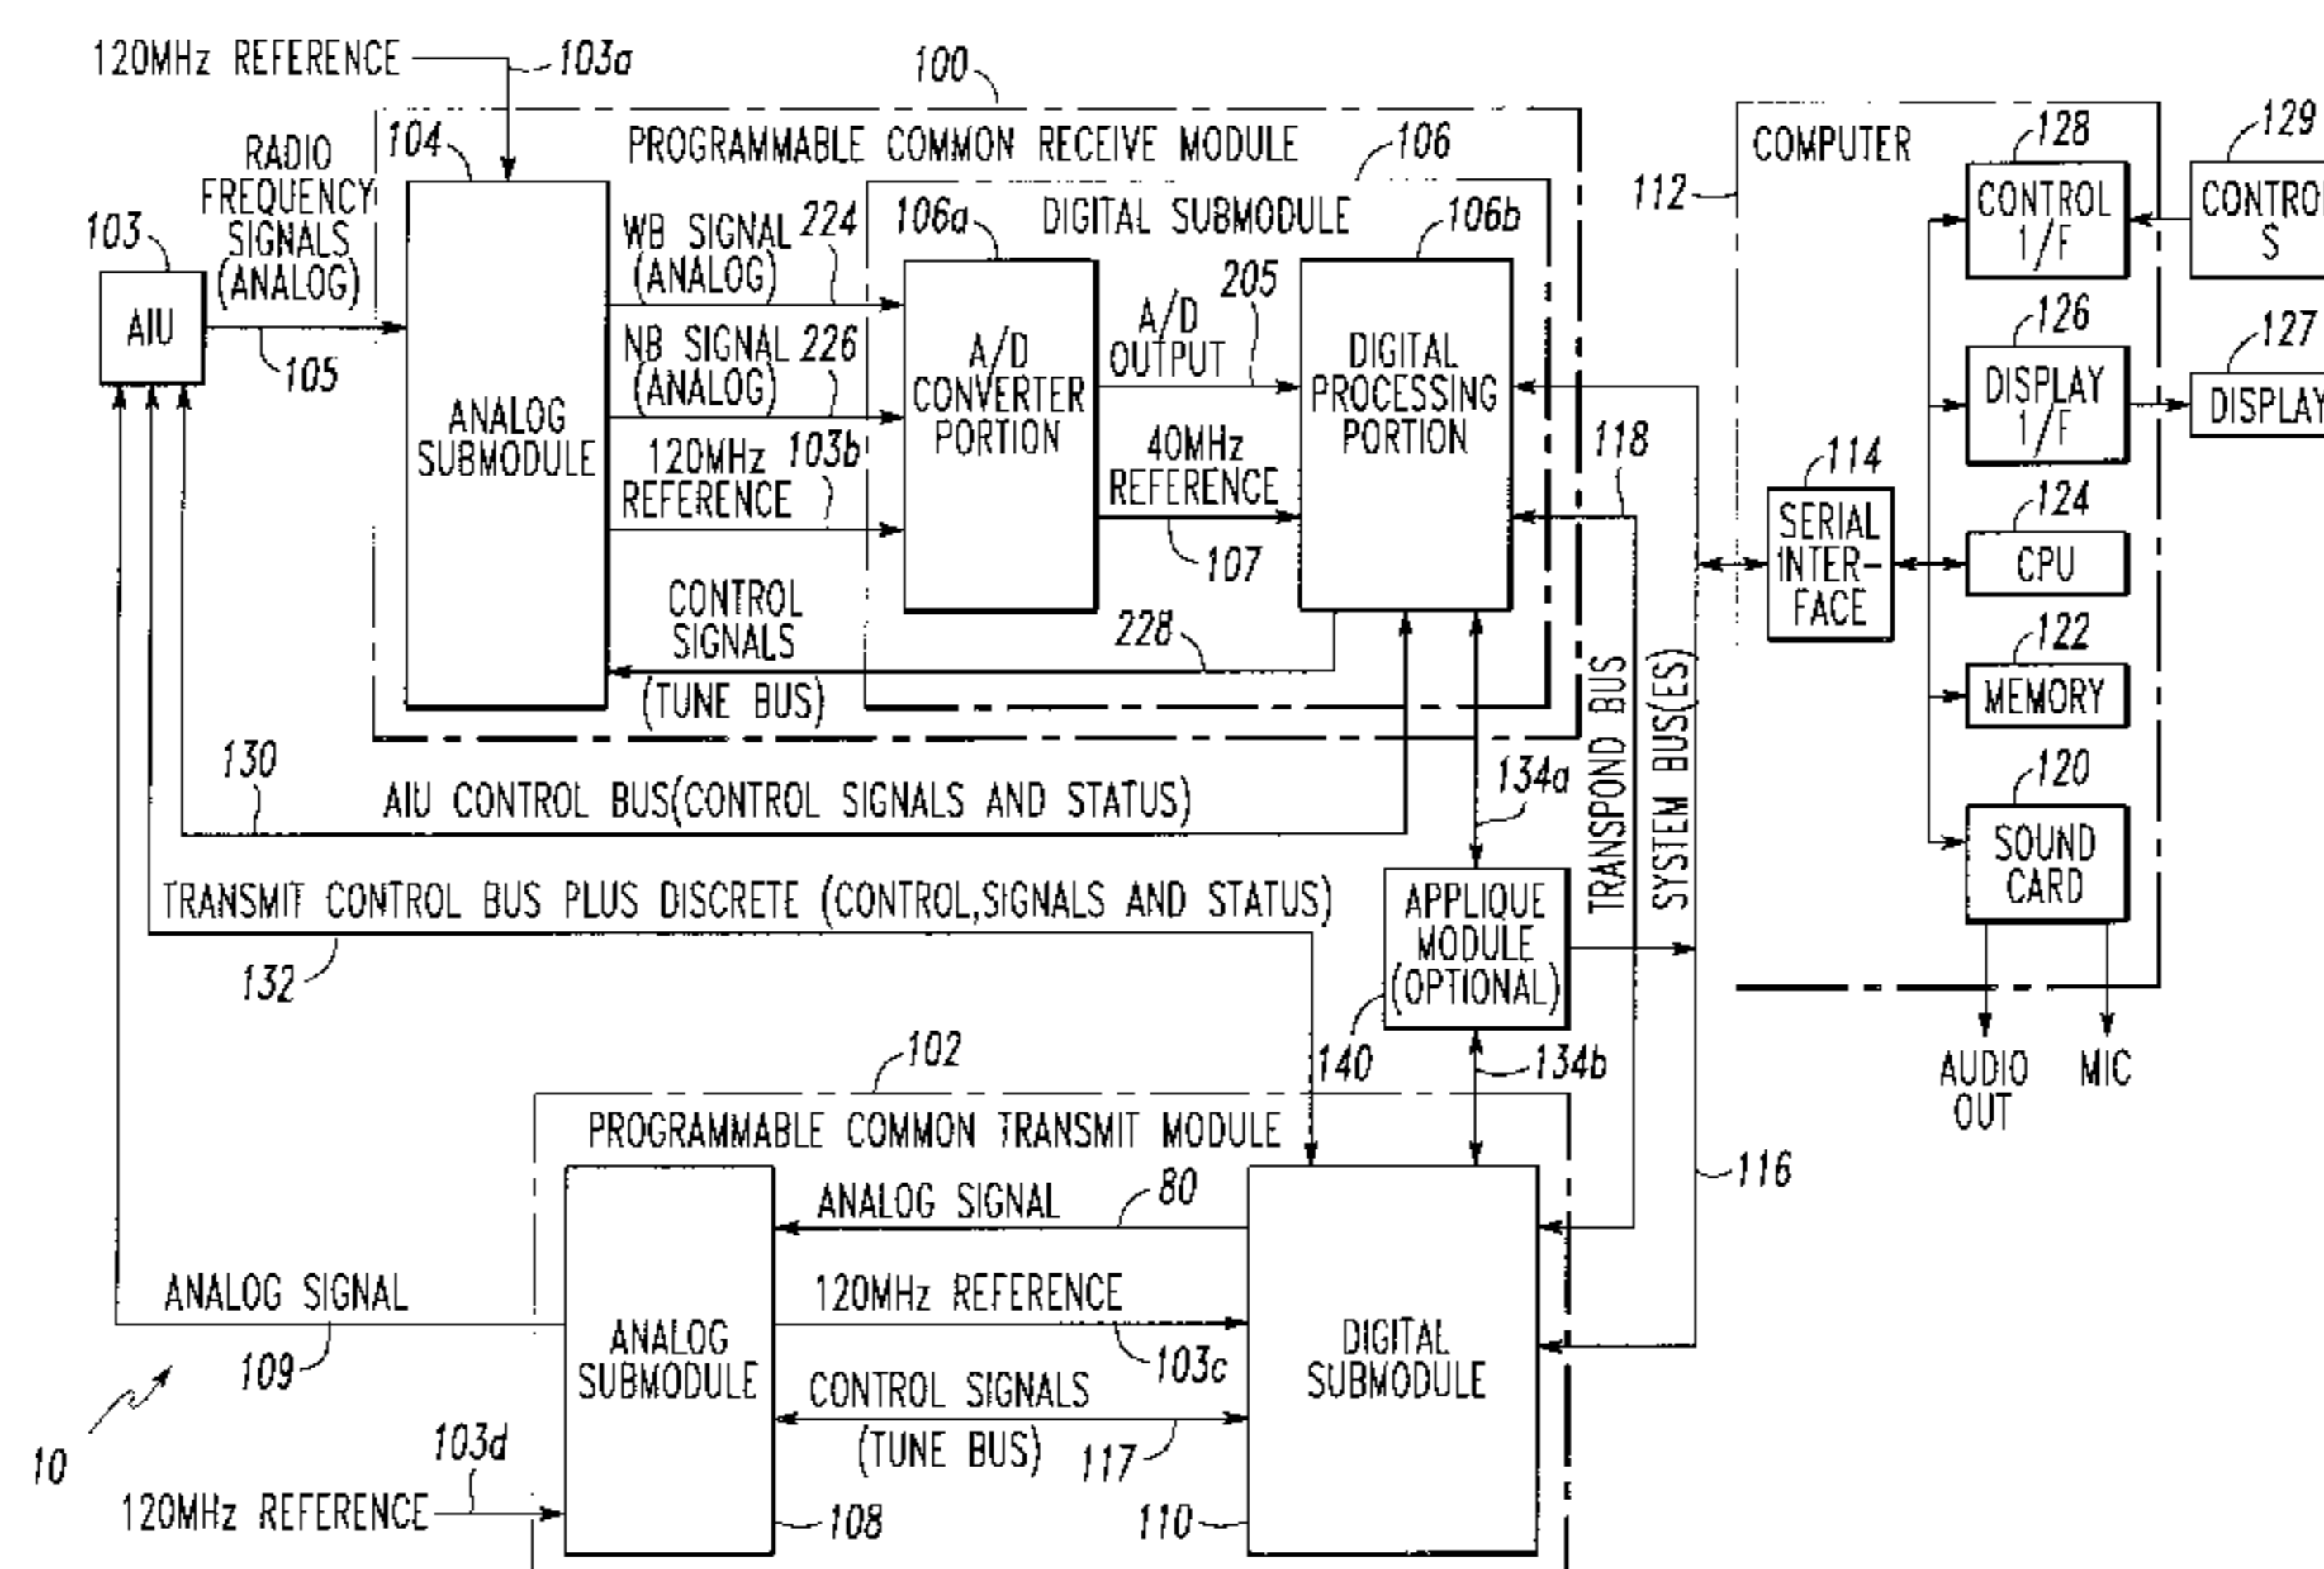 120MHz REFERENCE
103a
100
RADIO
FREQUENCY
SIGNALS
(ANALOG)
104
PROGRAMMABLE COMMON RECEIVE MODULE
106
103
AIU
105
ANALOG
SUBMODULE
WB SIGNAL
(ANALOG)
224
NB SIGNAL
(ANALOG)
226
120MHz
REFERENCE
103b
106a
DIGITAL SUBMODULE
106b
A/D
CONVERTER
PORTION
A/D
OUTPUT
205
40MHz
REFERENCE
107
DIGITAL
PROCESSING
PORTION
CONTROL
SIGNALS
(TUNE BUS)
228
118
TRANSPOND BUS
SYSTEM BUS(ES)
112
COMPUTER
128
CONTROL
1/F
129
CONTROL
S
126
DISPLAY
1/F
127
DISPLAY
114
SERIAL
INTER-
FACE
124
CPU
122
MEMORY
120
SOUND
CARD
AUDIO
OUT
MIC
130
AIU CONTROL BUS(CONTROL SIGNALS AND STATUS)
134a
TRANSMIT CONTROL BUS PLUS DISCRETE (CONTROL,SIGNALS AND STATUS)
132
APPLIQUE
MODULE
(OPTIONAL)
140
134b
102
PROGRAMMABLE COMMON TRANSMIT MODULE
116
ANALOG SIGNAL
80
120MHz REFERENCE
103c
CONTROL SIGNALS
(TUNE BUS)
117
ANALOG
SUBMODULE
108
DIGITAL
SUBMODULE
110
ANALOG SIGNAL
109
10
103d
120MHz REFERENCE